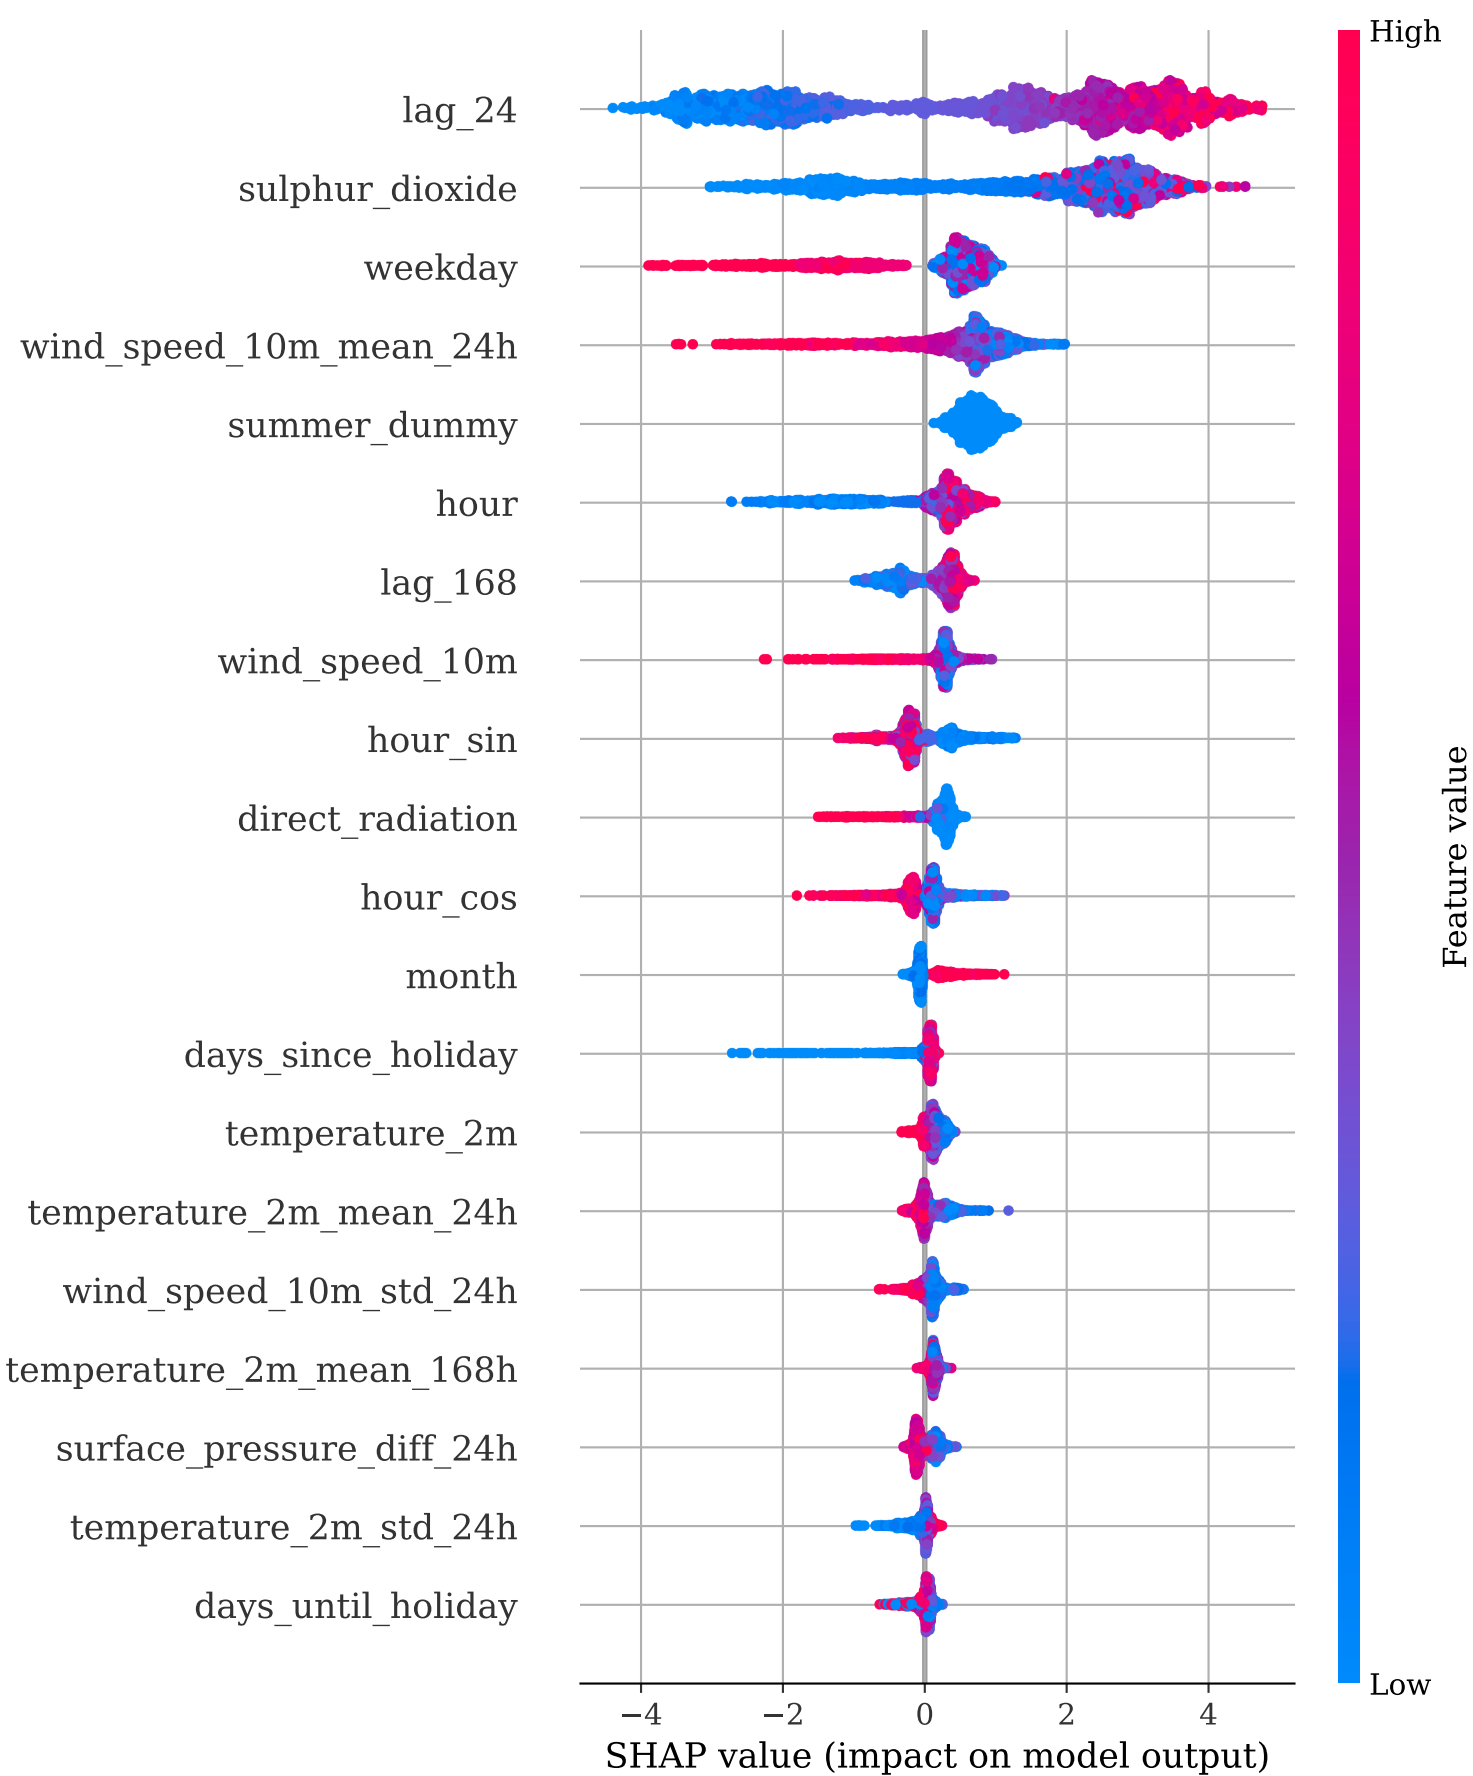 High
lag_24
sulphur_dioxide
weekday
wind_speed_10m_mean_24h
summer_dummy
hour
lag_168
wind_speed_10m
hour_sin
direct_radiation
hour_cos
month
days_since_holiday
temperature_2m
temperature_2m_mean_24h
wind_speed_10m_std_24h
temperature_2m_mean_168h
surface_pressure_diff_24h
temperature_2m_std_24h
days_until_holiday
Feature value
Low
−4 −2 0 2 4
SHAP value (impact on model output)